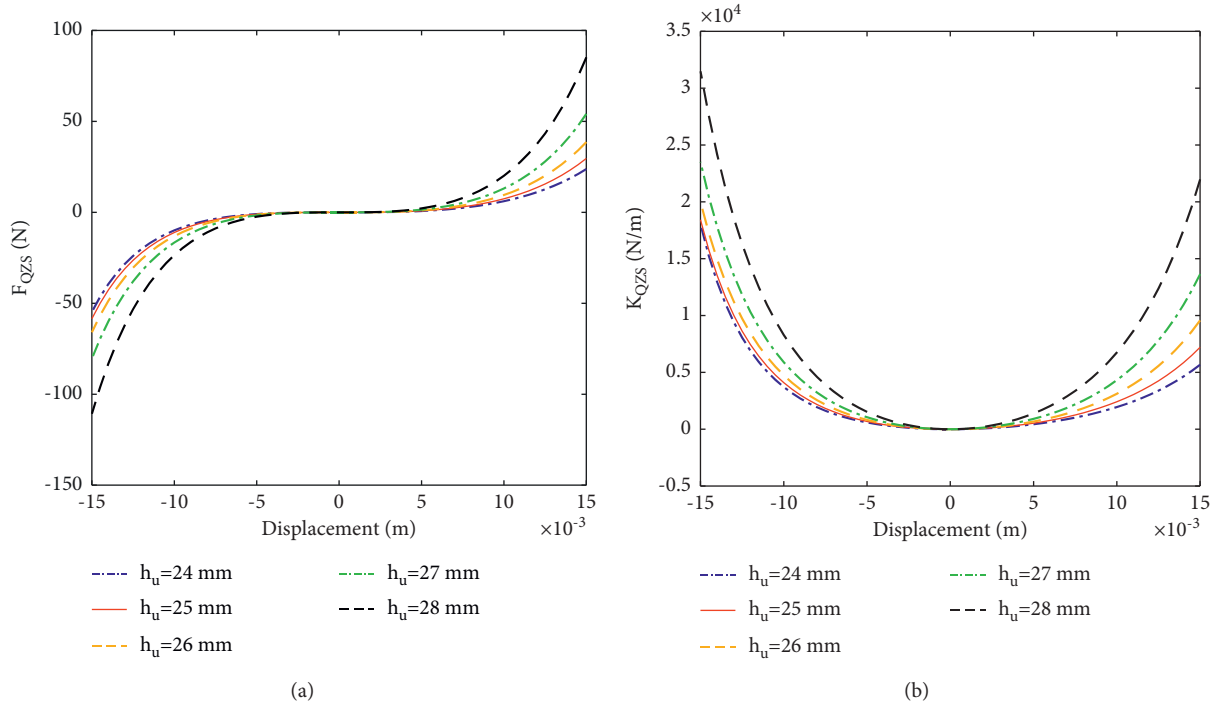 100
50
0
-50
-100
-150
F_QZS (N)
-15 -10 -5 0 5 10 15
Displacement (m) ×10-3
h_u=24 mm h_u=27 mm
h_u=25 mm h_u=28 mm
h_u=26 mm
(a)
×10^4
3.5
3
2.5
2
1.5
1
0.5
0
-0.5
K_QZS (N/m)
-15 -10 -5 0 5 10 15
Displacement (m) ×10-3
h_u=24 mm h_u=27 mm
h_u=25 mm h_u=28 mm
h_u=26 mm
(b)